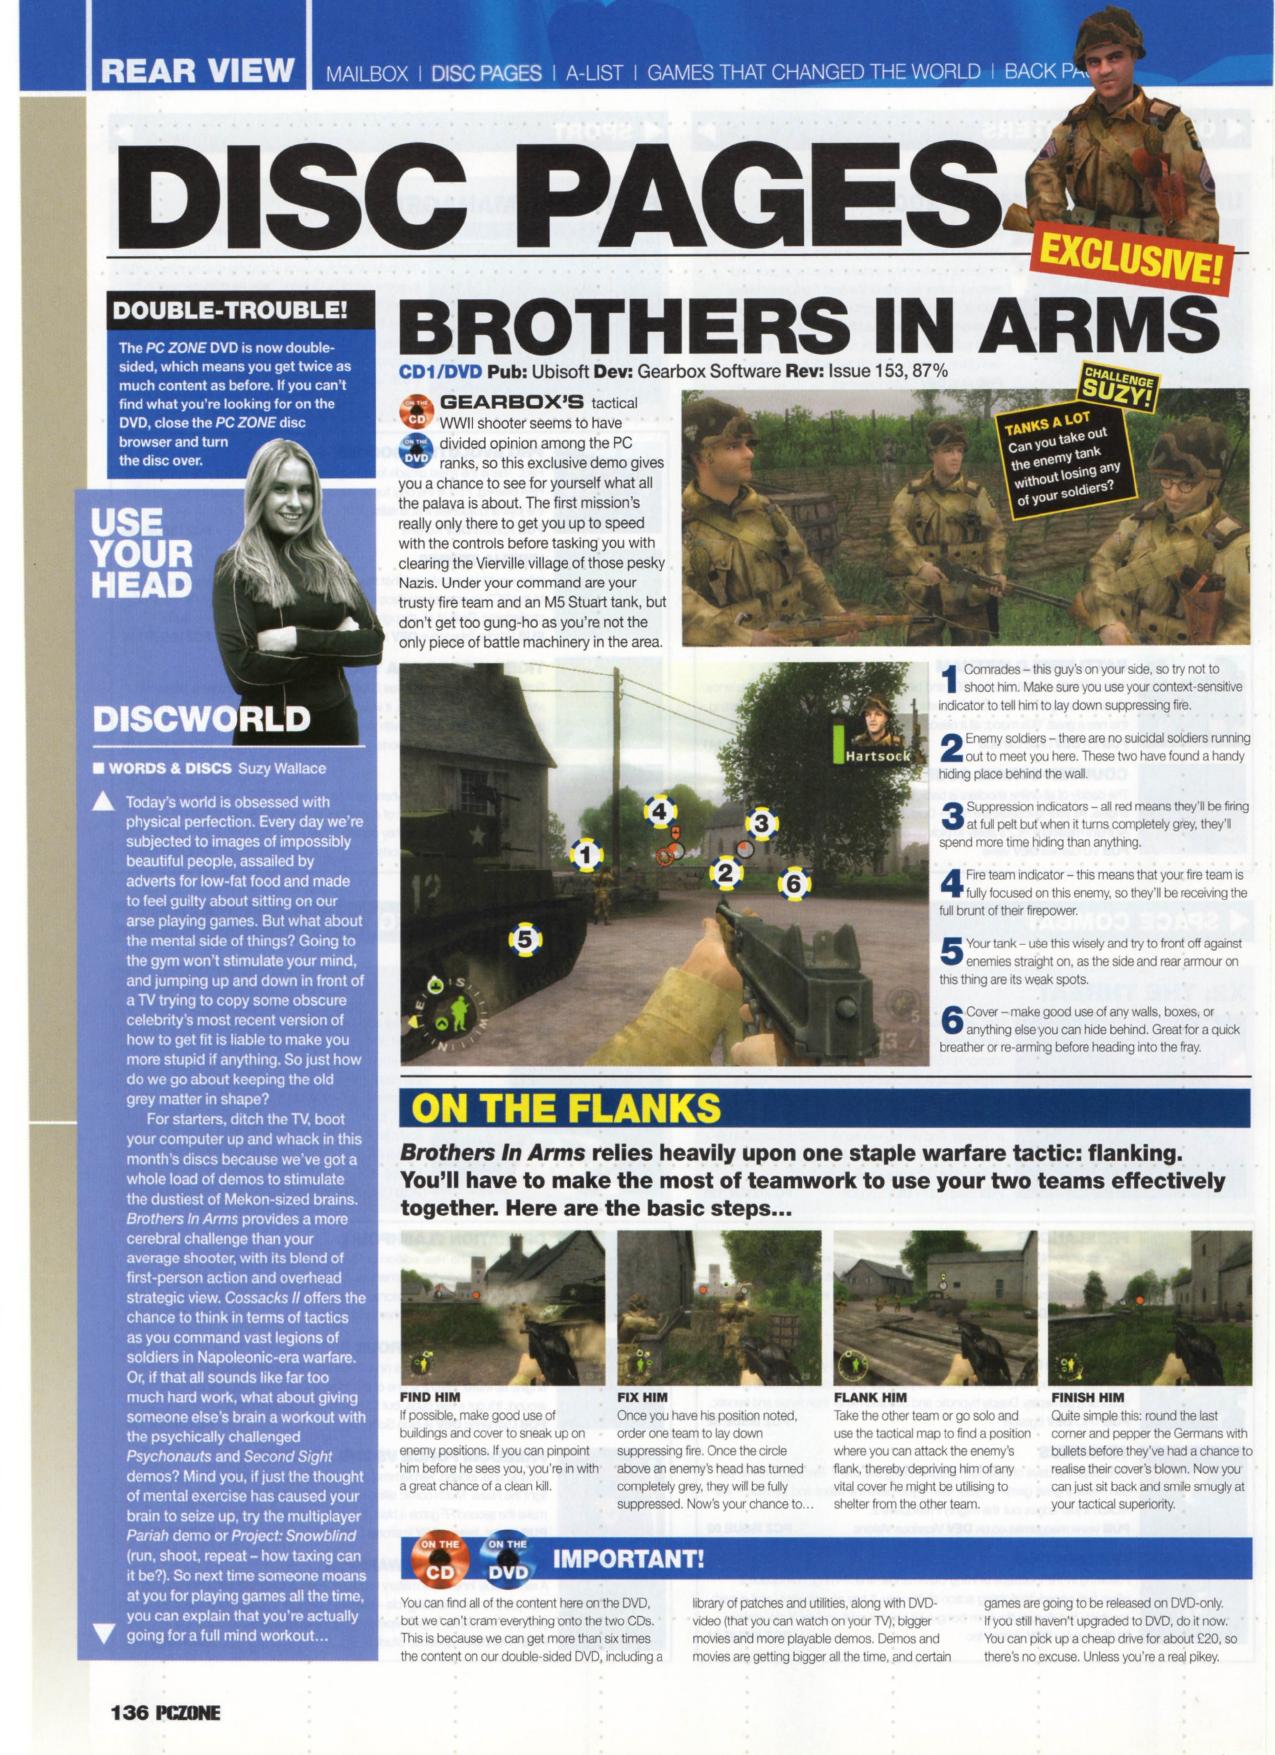 REAR VIEW
MAILBOX | DISC PAGES | A-LIST | GAMES THAT CHANGED THE WORLD | BACK
DISC PAGES
EXCLUSIVE!
DOUBLE-TROUBLE!
The PC ZONE DVD is now double-
sided, which means you get twice as
much content as before. If you can't
find what you're looking for on the
DVD, close the PC ZONE disc
browser and turn
the disc over.
USE
YOUR
HEAD
DISCWORLD
■ WORDS & DISCS Suzy Wallace
Today's world is obsessed with
physical perfection. Every day we're
subjected to images of impossibly
beautiful people, assailed by
adverts for low-fat food and made
to feel guilty about sitting on our
arse playing games. But what about
the mental side of things? Going to
the gym won't stimulate your mind,
and jumping up and down in front of
a TV trying to copy some obscure
celebrity's most recent version of
how to get fit is liable to make you
more stupid if anything. So just how
do we go about keeping the old
grey matter in shape?
For starters, ditch the TV, boot
your computer up and whack in this
month's discs because we've got a
whole load of demos to stimulate
the dustiest of Mekon-sized brains.
Brothers In Arms provides a more
cerebral challenge than your
average shooter, with its blend of
first-person action and overhead
strategic view. Cossacks II offers the
chance to think in terms of tactics
as you command vast legions of
soldiers in Napoleonic-era warfare.
Or, if that all sounds like far too
much hard work, what about giving
someone else's brain a workout with
the psychically challenged
Psychonauts and Second Sight
demos? Mind you, if just the thought
of mental exercise has caused your
brain to seize up, try the multiplayer
Pariah demo or Project: Snowblind
(run, shoot, repeat – how taxing can
it be?). So next time someone moans
at you for playing games all the time,
you can explain that you're actually
going for a full mind workout...
BROTHERS IN ARMS
CD1/DVD Pub: Ubisoft Dev: Gearbox Software Rev: Issue 153, 87%
ON THE
CD
ON THE
DVD
GEARBOX'S tactical
WWII shooter seems to have
divided opinion among the PC
ranks, so this exclusive demo gives
you a chance to see for yourself what all
the palava is about. The first mission's
really only there to get you up to speed
with the controls before tasking you with
clearing the Vierville village of those pesky
Nazis. Under your command are your
trusty fire team and an M5 Stuart tank, but
don't get too gung-ho as you're not the
only piece of battle machinery in the area.
CHALLENGE
SUZY!
TANKS A LOT
Can you take out
the enemy tank
without losing any
of your soldiers?
Hartsock
12
1
2
3
4
5
6
1 Comrades – this guy's on your side, so try not to
shoot him. Make sure you use your context-sensitive
indicator to tell him to lay down suppressing fire.
2 Enemy soldiers – there are no suicidal soldiers running
out to meet you here. These two have found a handy
hiding place behind the wall.
3 Suppression indicators – all red means they'll be firing
at full pelt but when it turns completely grey, they'll
spend more time hiding than anything.
4 Fire team indicator – this means that your fire team is
fully focused on this enemy, so they'll be receiving the
full brunt of their firepower.
5 Your tank – use this wisely and try to front off against
enemies straight on, as the side and rear armour on
this thing are its weak spots.
6 Cover – make good use of any walls, boxes, or
anything else you can hide behind. Great for a quick
breather or re-arming before heading into the fray.
ON THE FLANKS
Brothers In Arms relies heavily upon one staple warfare tactic: flanking.
You'll have to make the most of teamwork to use your two teams effectively
together. Here are the basic steps...
FIND HIM
If possible, make good use of
buildings and cover to sneak up on
enemy positions. If you can pinpoint
him before he sees you, you're in with
a great chance of a clean kill.
FIX HIM
Once you have his position noted,
order one team to lay down
suppressing fire. Once the circle
above an enemy's head has turned
completely grey, they will be fully
suppressed. Now's your chance to...
FLANK HIM
Take the other team or go solo and
use the tactical map to find a position
where you can attack the enemy's
flank, thereby depriving him of any
vital cover he might be utilising to
shelter from the other team.
FINISH HIM
Quite simple this: round the last
corner and pepper the Germans with
bullets before they've had a chance to
realise their cover's blown. Now you
can just sit back and smile smugly at
your tactical superiority.
ON THE
CD
ON THE
DVD
IMPORTANT!
You can find all of the content here on the DVD,
but we can't cram everything onto the two CDs.
This is because we can get more than six times
the content on our double-sided DVD, including a
library of patches and utilities, along with DVD-
video (that you can watch on your TV), bigger
movies and more playable demos. Demos and
movies are getting bigger all the time, and certain
games are going to be released on DVD-only.
If you still haven't upgraded to DVD, do it now.
You can pick up a cheap drive for about £20, so
there's no excuse. Unless you're a real pikey.
136 PCZONE